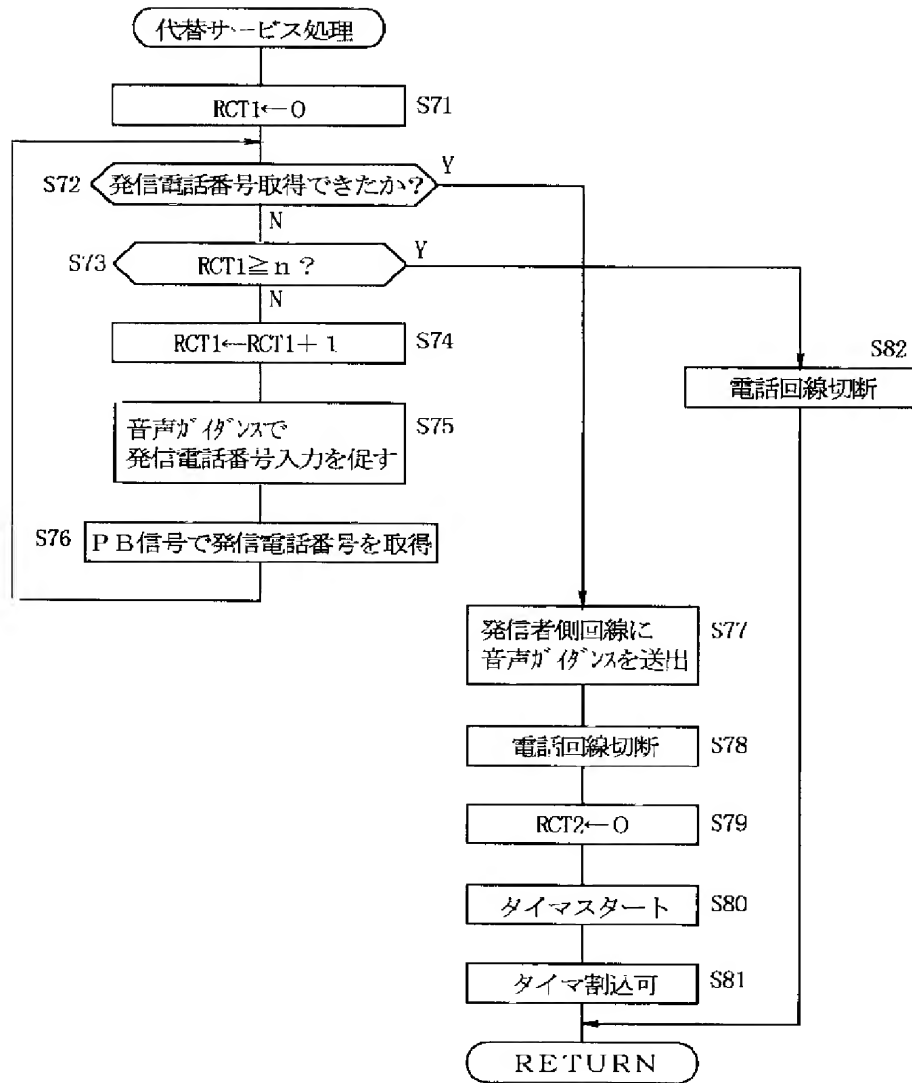 代替サービス処理
RCT1←0
S71
S72
発信電話番号取得できたか?
Y
N
S73
RCT1≧n?
Y
N
RCT1←RCT1+1
S74
S82
電話回線切断
音声ガイダンスで
発信電話番号入力を促す
S75
S76
PB信号で発信電話番号を取得
発信者側回線に
音声ガイダンスを送出
S77
電話回線切断
S78
RCT2←0
S79
タイマスタート
S80
タイマ割込可
S81
RETURN